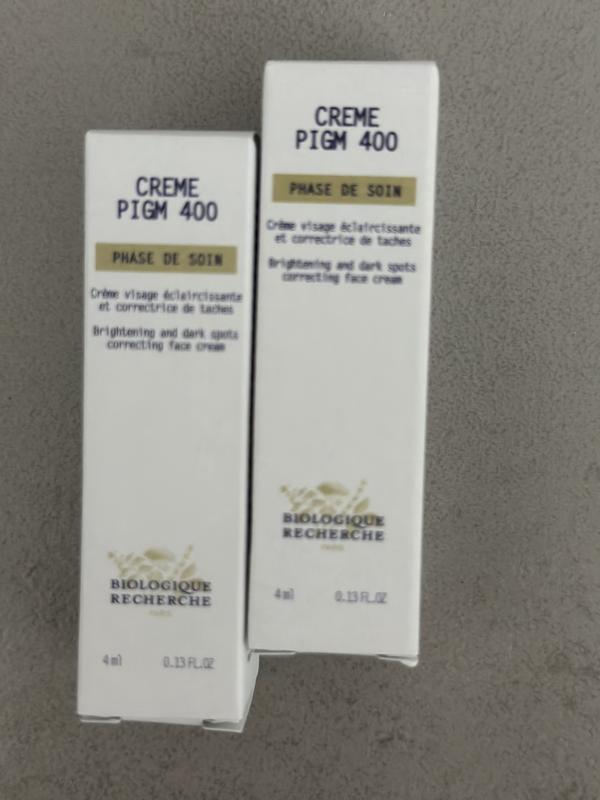 CREME
PIGM 400
PHASE DE SOIN
Crème visage éclaircissante
et correctrice de taches
Brightening and dark spots
correcting face cream
BIOLOGIQUE
RECHERCHE
PARIS
4 ml 0.13 FL.OZ
CREME
PIGM 400
PHASE DE SOIN
Crème visage éclaircissante
et correctrice de taches
Brightening and dark spots
correcting face cream
BIOLOGIQUE
RECHERCHE
PARIS
4 ml 0.13 FL.OZ